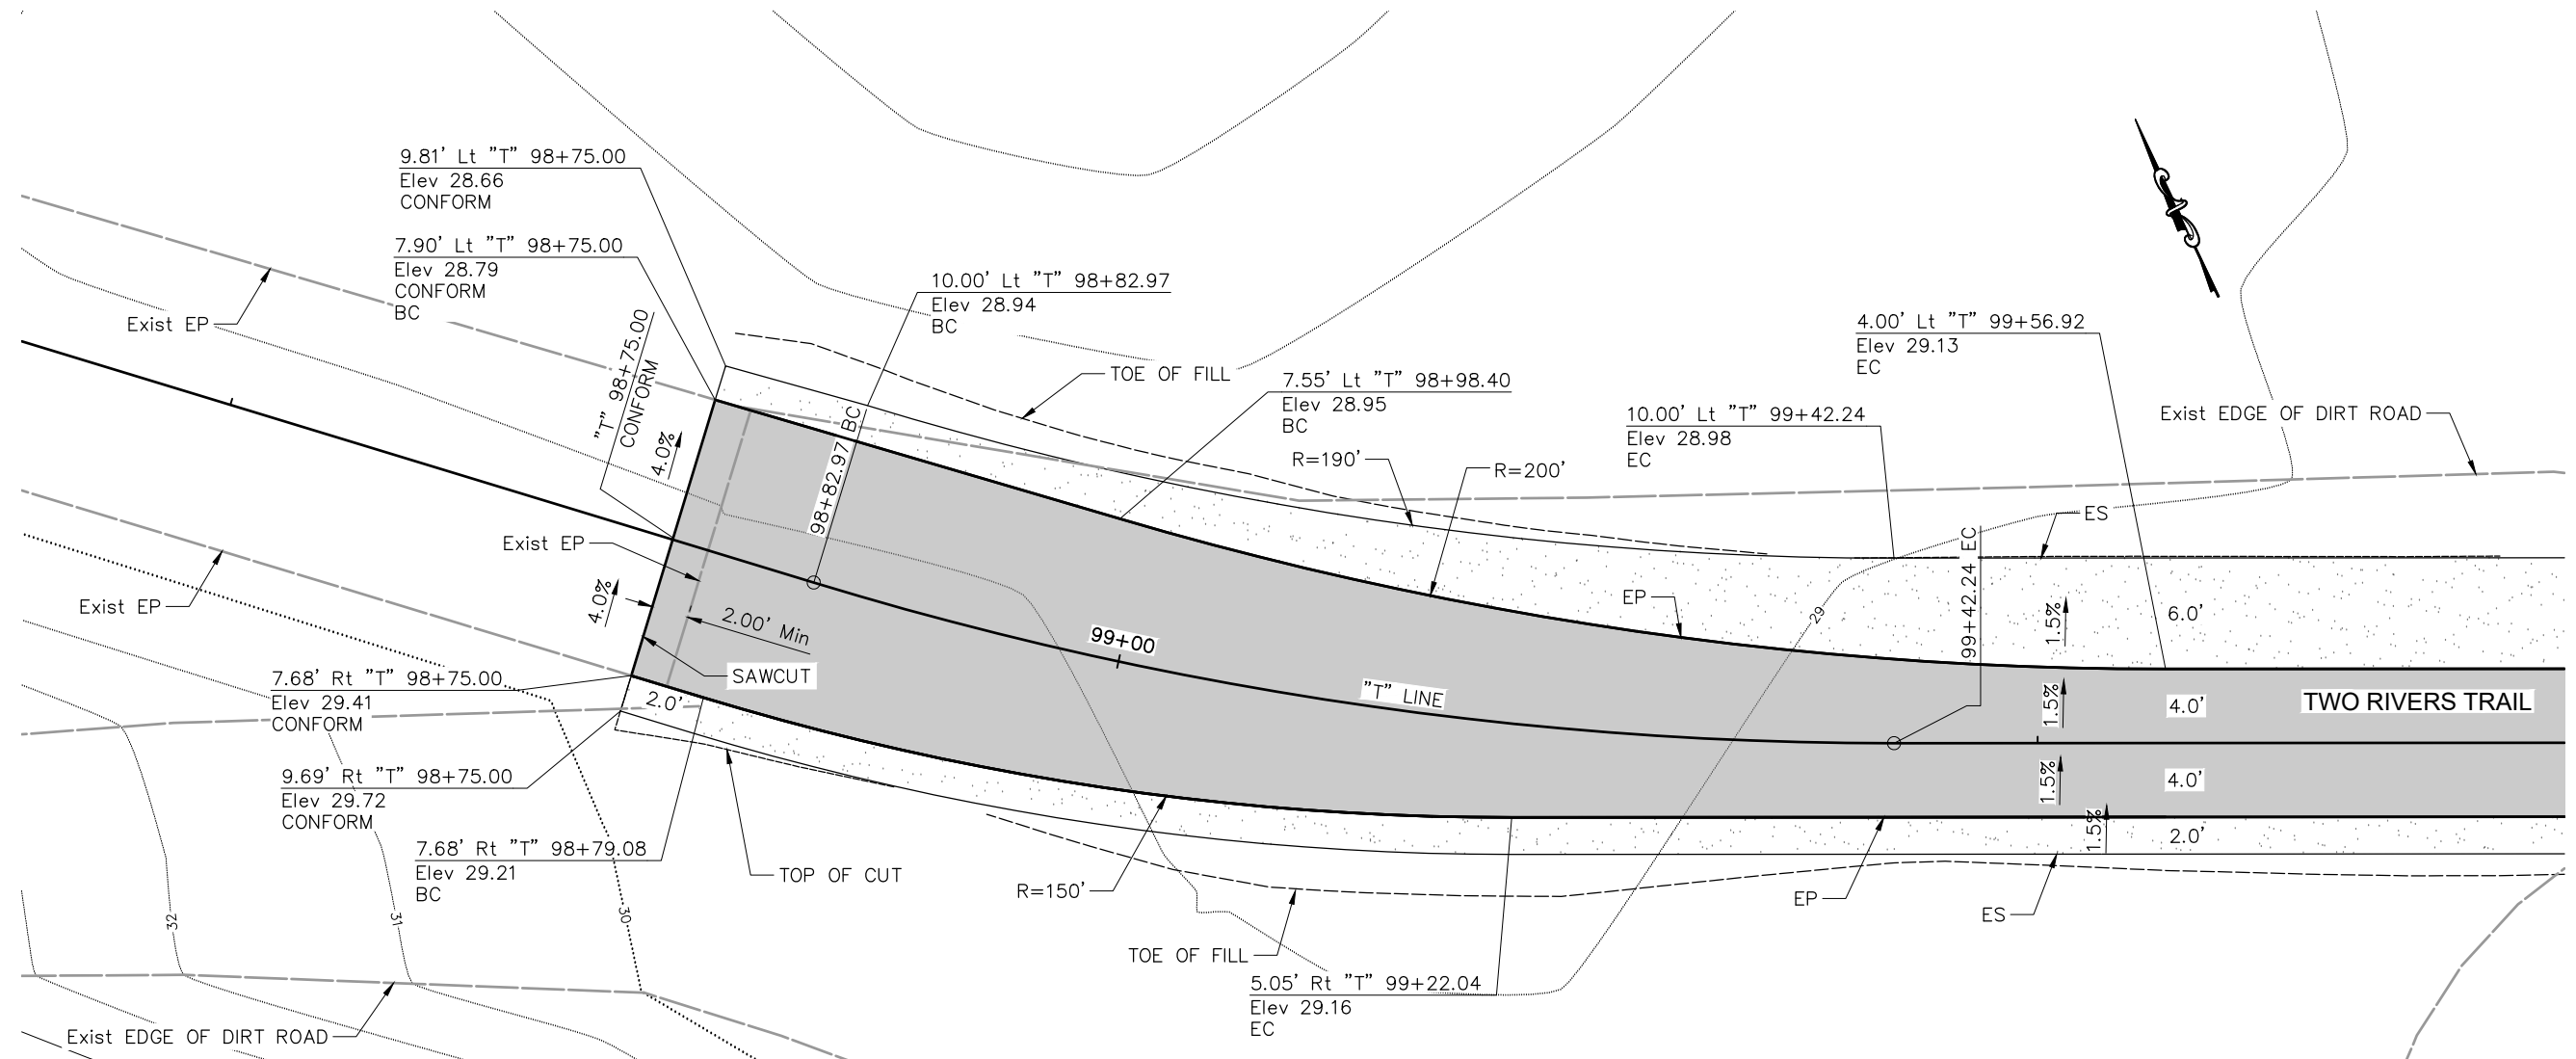 9.81' Lt "T" 98+75.00
Elev 28.66
CONFORM
7.90' Lt "T" 98+75.00
Elev 28.79
CONFORM
BC
Exist EP
"T" 98+75.00
CONFORM
4.0%
10.00' Lt "T" 98+82.97
Elev 28.94
BC
TOE OF FILL
98+82.97 BC
7.55' Lt "T" 98+98.40
Elev 28.95
BC
R=190'
R=200'
4.00' Lt "T" 99+56.92
Elev 29.13
EC
10.00' Lt "T" 99+42.24
Elev 28.98
EC
Exist EDGE OF DIRT ROAD
ES
Exist EP
Exist EP
4.0%
2.00' Min
SAWCUT
99+00
"T" LINE
EP
29
99+42.24 EC
1.5%
6.0'
1.5%
4.0'
TWO RIVERS TRAIL
1.5%
4.0'
1.5%
2.0'
7.68' Rt "T" 98+75.00
Elev 29.41
CONFORM
2.0'
9.69' Rt "T" 98+75.00
Elev 29.72
CONFORM
7.68' Rt "T" 98+79.08
Elev 29.21
BC
TOP OF CUT
R=150'
EP
ES
32
31
30
TOE OF FILL
5.05' Rt "T" 99+22.04
Elev 29.16
EC
Exist EDGE OF DIRT ROAD